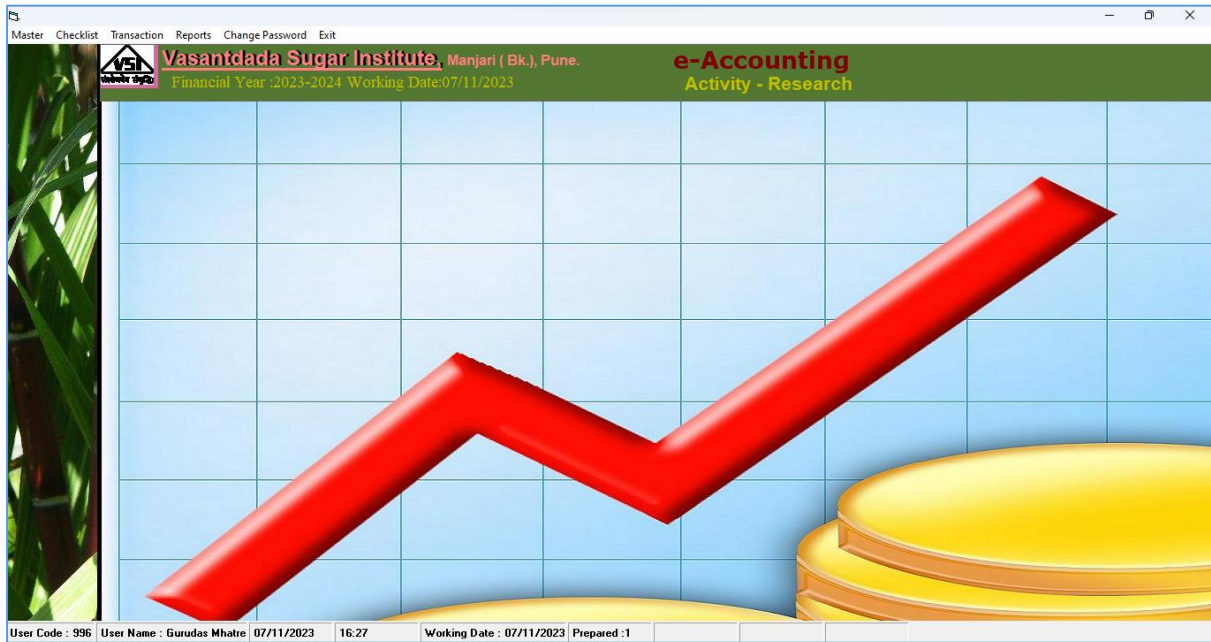 Master Checklist Transaction Reports Change Password Exit
VSI
Vasantdada Sugar Institute, Manjari ( Bk.), Pune.
e-Accounting
Financial Year :2023-2024 Working Date:07/11/2023
Activity - Research
User Code : 996 User Name : Gurudas Mhatre 07/11/2023 16:27 Working Date : 07/11/2023 Prepared :1